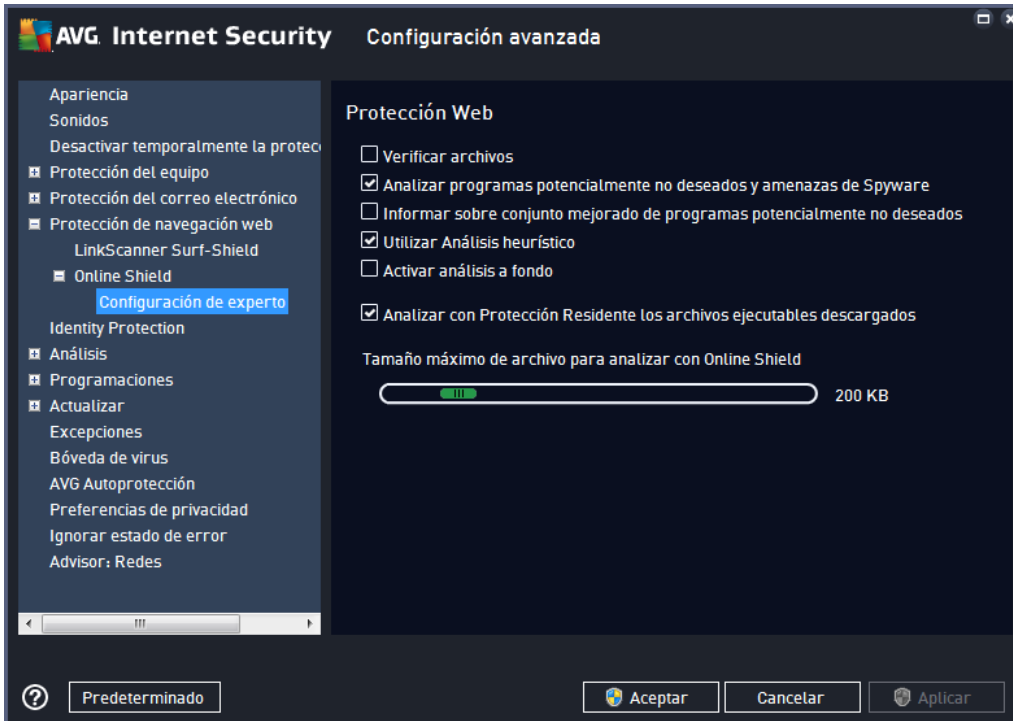 AVG Internet Security Configuración avanzada
Apariencia
Sonidos
Desactivar temporalmente la protec
Protección del equipo
Protección del correo electrónico
Protección de navegación web
LinkScanner Surf-Shield
Online Shield
Configuración de experto
Identity Protection
Análisis
Programaciones
Actualizar
Excepciones
Bóveda de virus
AVG Autoprotección
Preferencias de privacidad
Ignorar estado de error
Advisor: Redes
Protección Web
Verificar archivos
Analizar programas potencialmente no deseados y amenazas de Spyware
Informar sobre conjunto mejorado de programas potencialmente no deseados
Utilizar Análisis heurístico
Activar análisis a fondo
Analizar con Protección Residente los archivos ejecutables descargados
Tamaño máximo de archivo para analizar con Online Shield
200 KB
? Predeterminado Aceptar Cancelar Aplicar